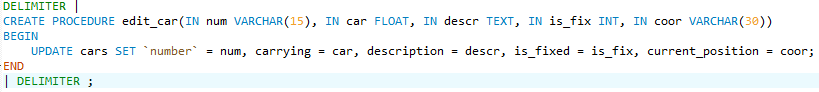 DELIMITER |
CREATE PROCEDURE edit_car(IN num VARCHAR(15), IN car FLOAT, IN descr TEXT, IN is_fix INT, IN coor VARCHAR(30))
BEGIN
    UPDATE cars SET `number` = num, carrying = car, description = descr, is_fixed = is_fix, current_position = coor;
END
| DELIMITER ;